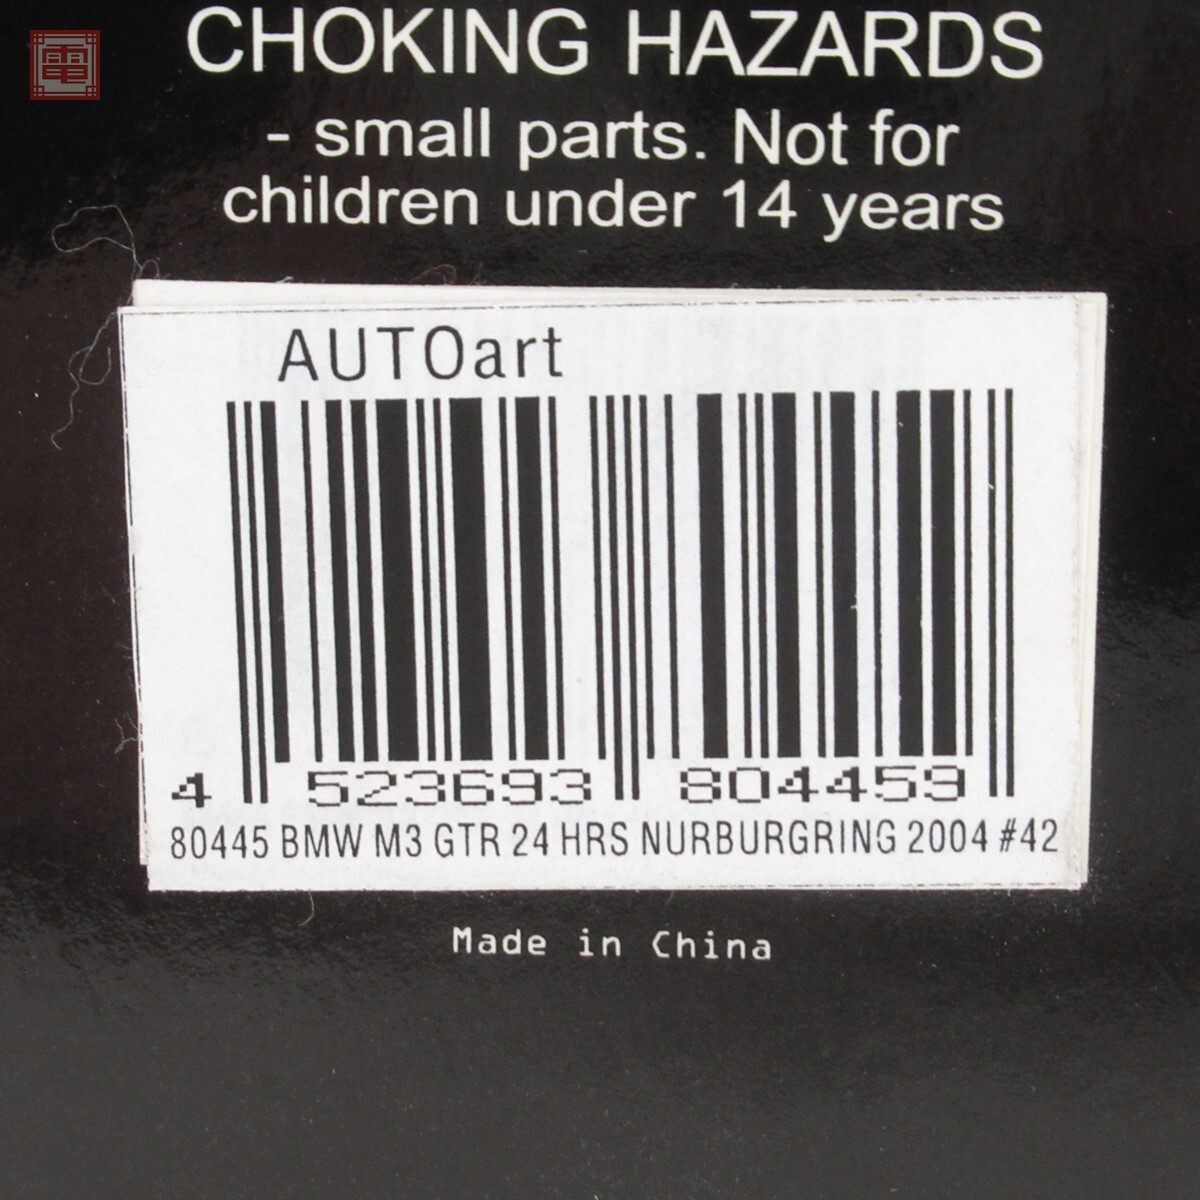 電
CHOKING HAZARDS
- small parts. Not for
children under 14 years
AUTOart
4 523693 804459
80445 BMW M3 GTR 24 HRS NURBURGRING 2004 #42
Made in China